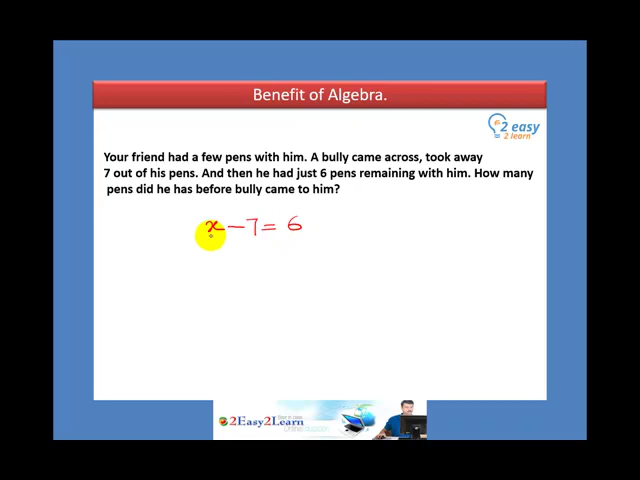 Benefit of Algebra.
2 easy
2 learn
Your friend had a few pens with him. A bully came across, took away
7 out of his pens. And then he had just 6 pens remaining with him. How many
pens did he has before bully came to him?
x - 7 = 6
2Easy2Learn